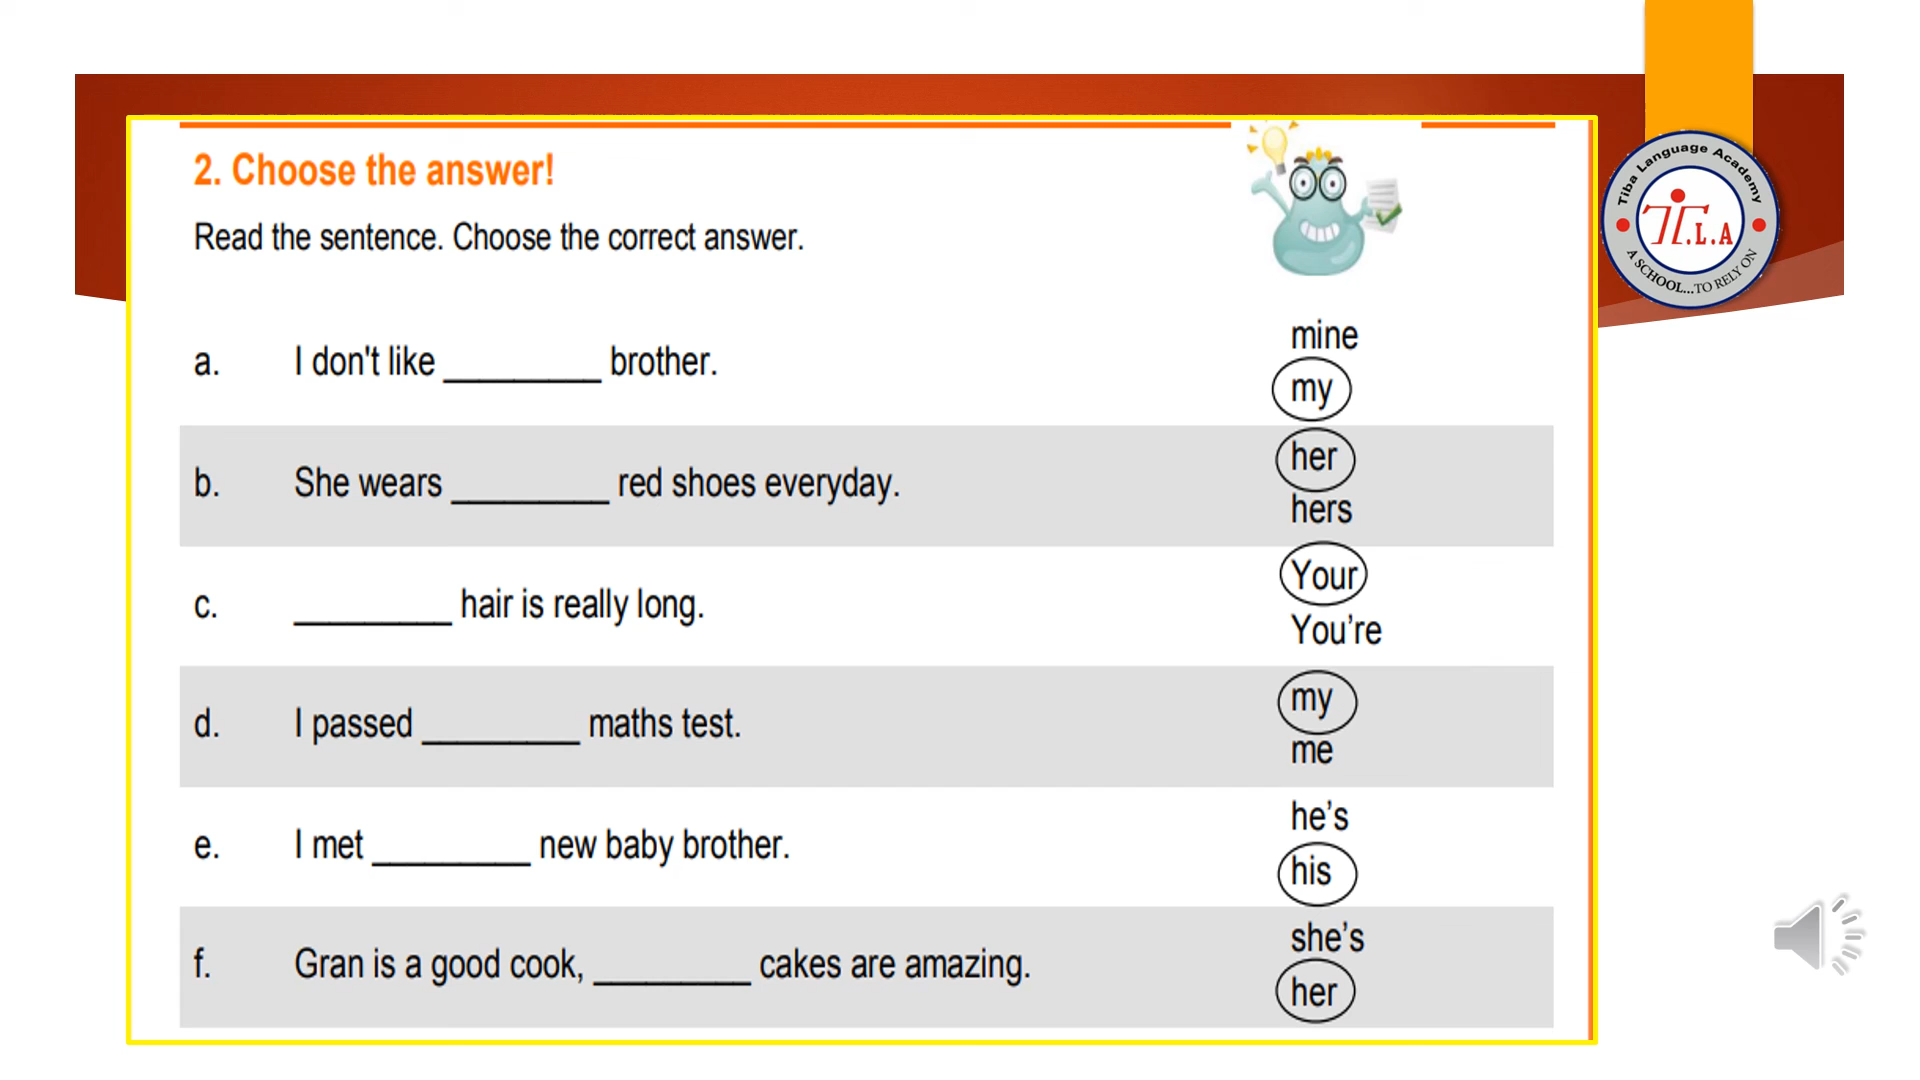 2. Choose the answer!
Read the sentence. Choose the correct answer.
a. I don't like _________ brother.
mine
my
b. She wears _________ red shoes everyday.
her
hers
c. _________ hair is really long.
Your
You’re
d. I passed _________ maths test.
my
me
e. I met _________ new baby brother.
he’s
his
f. Gran is a good cook, _________ cakes are amazing.
she’s
her
Tiba Language Academy
T.L.A
A SCHOOL...TO RELY ON